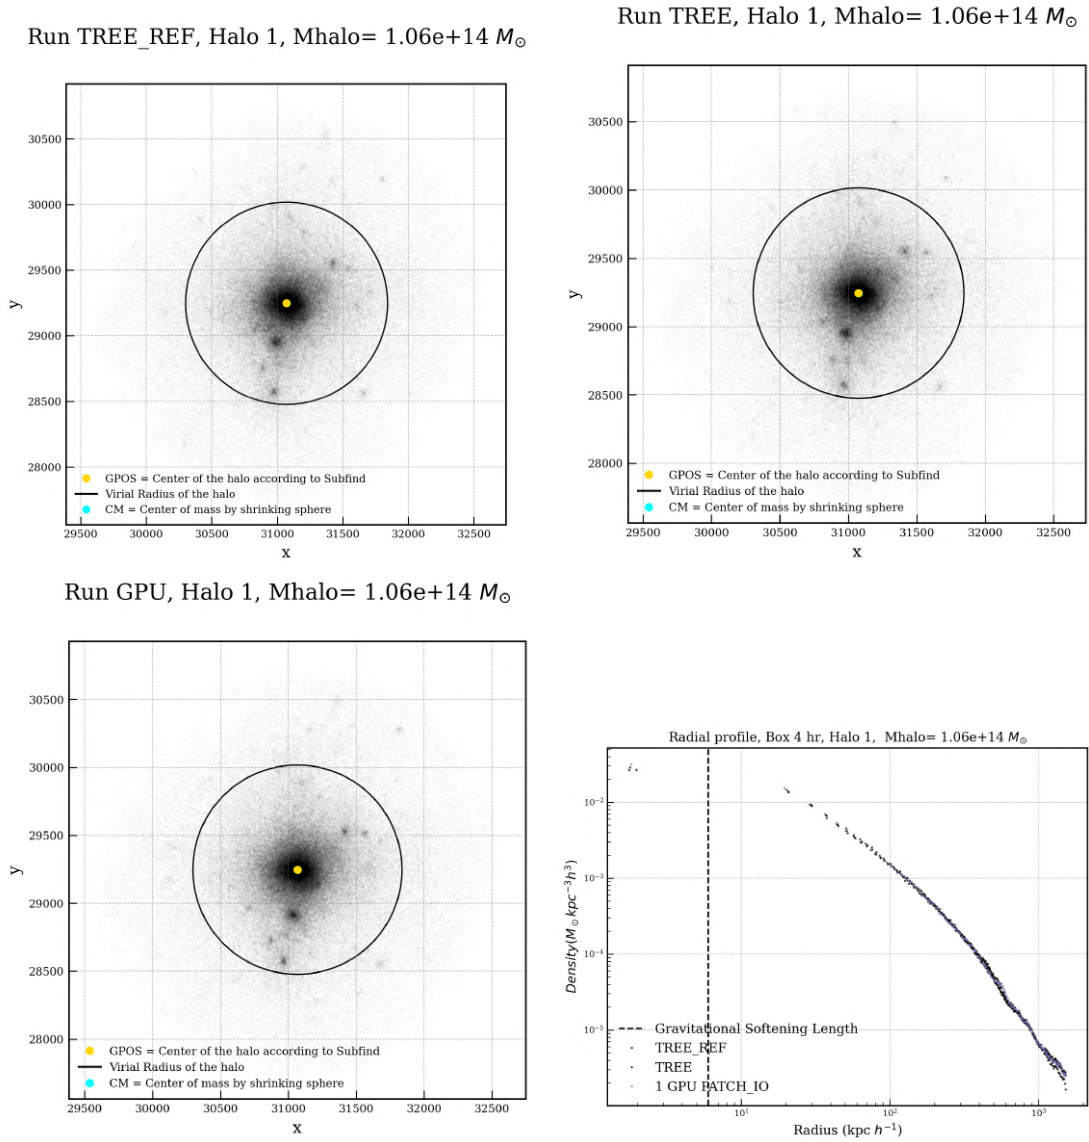 Run TREE_REF, Halo 1, Mhalo= 1.06e+14 M⊙
30500
30000
y
29500
29000
28500
28000
GPOS = Center of the halo according to Subfind
Virial Radius of the halo
CM = Center of mass by shrinking sphere
29500 30000 30500 31000 31500 32000
x
Run TREE, Halo 1, Mhalo= 1.06e+14 M⊙
30500
30000
y
29500
29000
28500
28000
GPOS = Center of the halo according to Subfind
Virial Radius of the halo
CM = Center of mass by shrinking sphere
29500 30000 30500 31000 31500 32000 32500
x
Run GPU, Halo 1, Mhalo= 1.06e+14 M⊙
30500
30000
y
29500
29000
28500
28000
GPOS = Center of the halo according to Subfind
Virial Radius of the halo
CM = Center of mass by shrinking sphere
29500 30000 30500 31000 31500 32000 32500
x
Radial profile, Box 4 hr, Halo 1, Mhalo= 1.06e+14 M⊙
10⁻²
10⁻³
Density(M⊙kpc⁻³h³)
10⁻⁴
10⁻⁵
Gravitational Softening Length
TREE_REF
TREE
1 GPU PATCH_IO
10¹ 10² 10³
Radius (kpc h⁻¹)